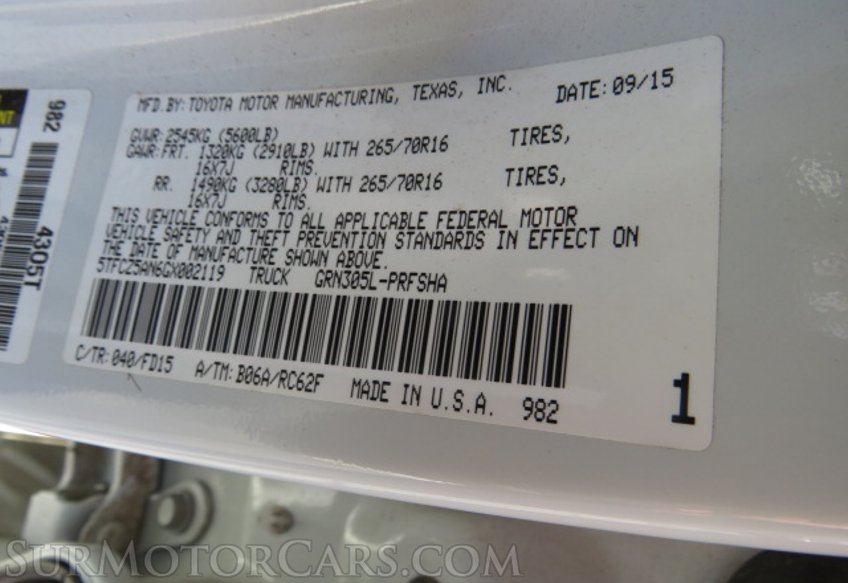 MFD.BY:TOYOTA MOTOR MANUFACTURING, TEXAS, INC. DATE:09/15
GVWR:2545KG (5600LB)
GAWR:FRT. 1320KG (2910LB) WITH 265/70R16 TIRES,
16X7J RIMS.
RR. 1490KG (3280LB) WITH 265/70R16 TIRES,
16X7J RIMS.
THIS VEHICLE CONFORMS TO ALL APPLICABLE FEDERAL MOTOR
VEHICLE SAFETY AND THEFT PREVENTION STANDARDS IN EFFECT ON
THE DATE OF MANUFACTURE SHOWN ABOVE.
5TFCZ5AN6GX002119 TRUCK GRN305L-PRFSHA
C/TR:040/FD15 A/TM:B06A/RC62F MADE IN U.S.A. 982 1
982 4305T
SURMOTORCARS.COM